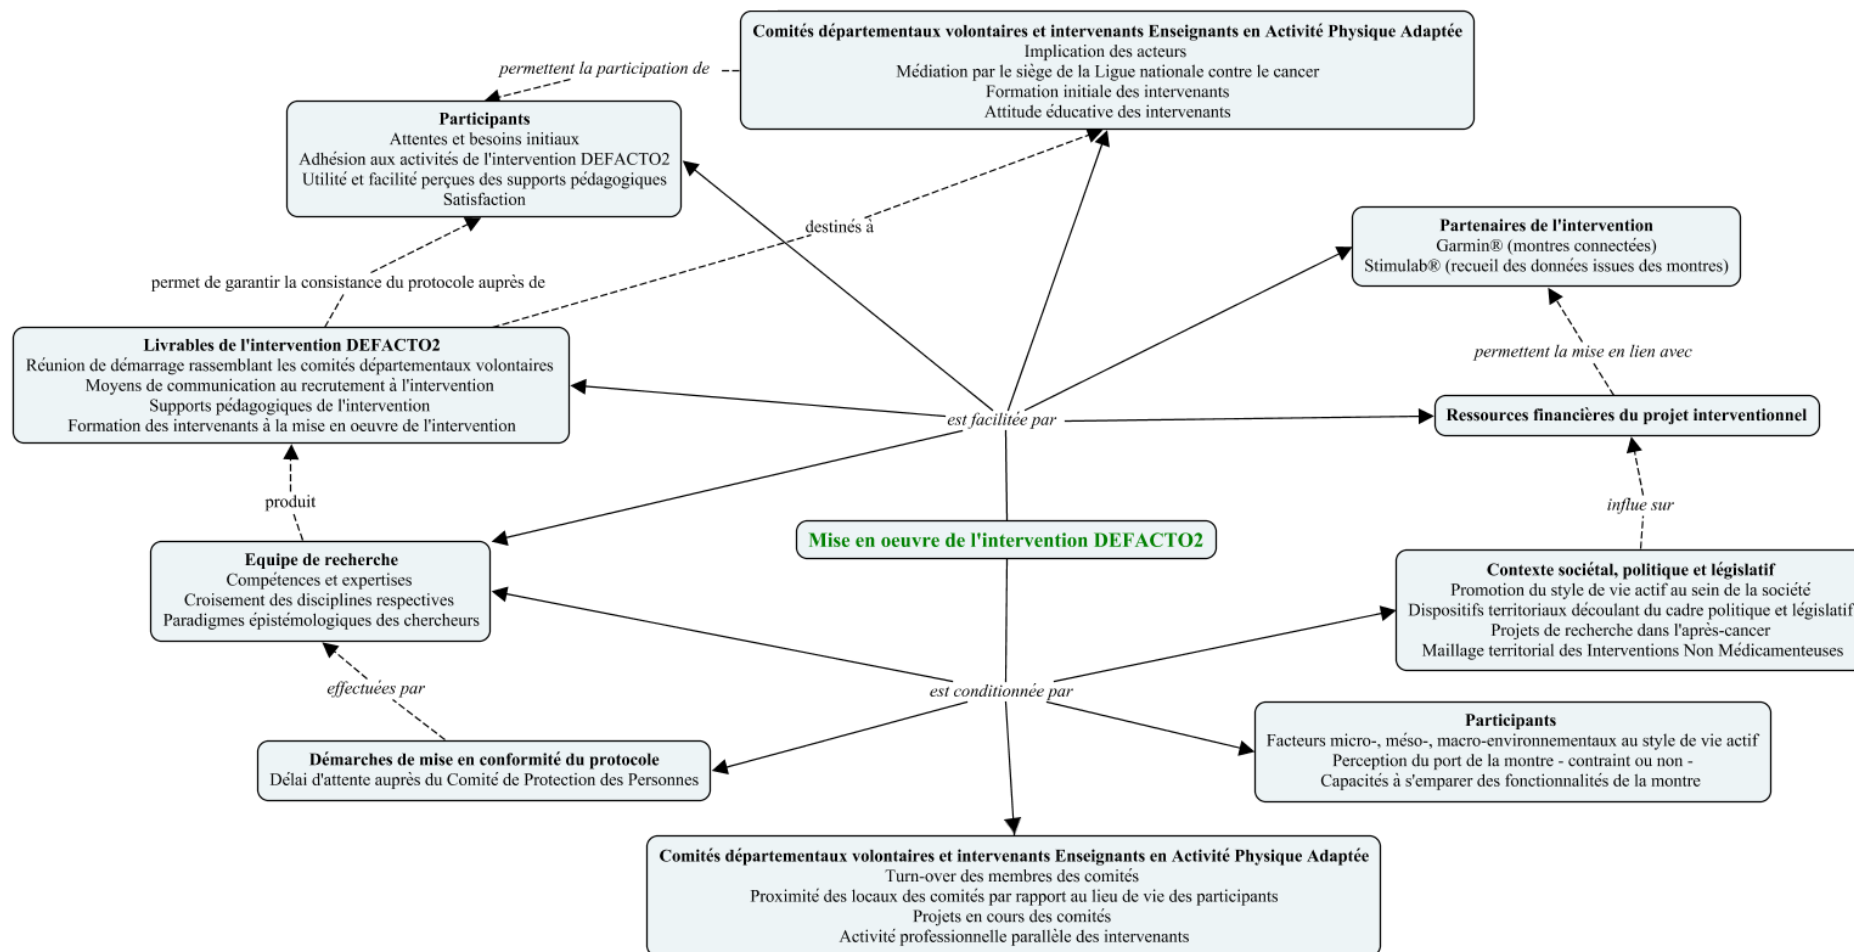 Comités départementaux volontaires et intervenants Enseignants en Activité Physique Adaptée
Implication des acteurs
Médiation par le siège de la Ligue nationale contre le cancer
Formation initiale des intervenants
Attitude éducative des intervenants
permettent la participation de
Participants
Attentes et besoins initiaux
Adhésion aux activités de l'intervention DEFACTO2
Utilité et facilité perçues des supports pédagogiques
Satisfaction
destinés à
Partenaires de l'intervention
Garmin® (montres connectées)
Stimulab® (recueil des données issues des montres)
permet de garantir la consistance du protocole auprès de
Livrables de l'intervention DEFACTO2
Réunion de démarrage rassemblant les comités départementaux volontaires
Moyens de communication au recrutement à l'intervention
Supports pédagogiques de l'intervention
Formation des intervenants à la mise en oeuvre de l'intervention
permettent la mise en lien avec
est facilitée par
Ressources financières du projet interventionnel
produit
influe sur
Mise en oeuvre de l'intervention DEFACTO2
Equipe de recherche
Compétences et expertises
Croisement des disciplines respectives
Paradigmes épistémologiques des chercheurs
Contexte sociétal, politique et législatif
Promotion du style de vie actif au sein de la société
Dispositifs territoriaux découlant du cadre politique et législatif
Projets de recherche dans l'après-cancer
Maillage territorial des Interventions Non Médicamenteuses
effectuées par
est conditionnée par
Participants
Facteurs micro-, méso-, macro-environnementaux au style de vie actif
Perception du port de la montre - contraint ou non -
Capacités à s'emparer des fonctionnalités de la montre
Démarches de mise en conformité du protocole
Délai d'attente auprès du Comité de Protection des Personnes
Comités départementaux volontaires et intervenants Enseignants en Activité Physique Adaptée
Turn-over des membres des comités
Proximité des locaux des comités par rapport au lieu de vie des participants
Projets en cours des comités
Activité professionnelle parallèle des intervenants